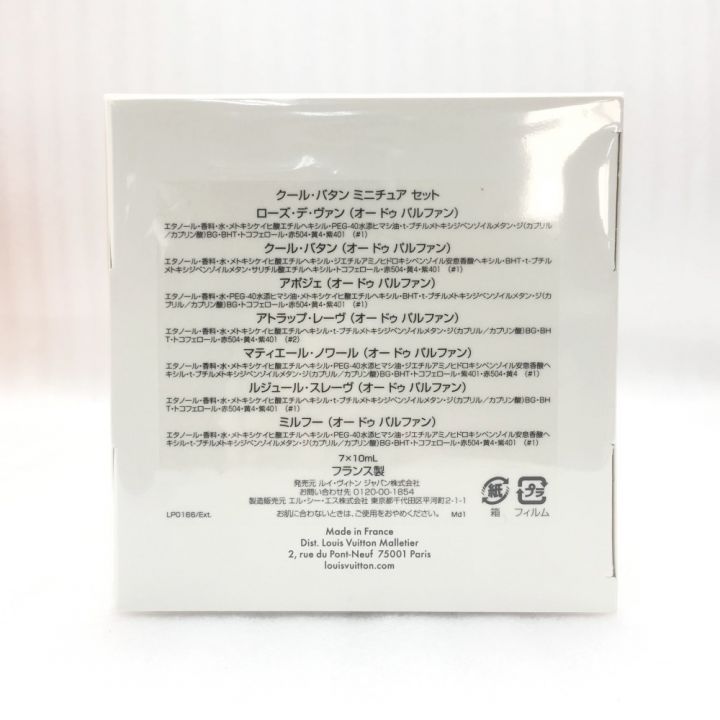 クール・バタン ミニチュア セット
ローズ・デ・ヴァン (オー ドゥ パルファン)
エタノール・香料・水・メトキシケイヒ酸エチルヘキシル・PEG-40水添ヒマシ油・t-ブチルメトキシジベンゾイルメタン・ジ(カプリル
/カプリン酸)BG・BHT・トコフェロール・赤504・黄4・紫401 (#1)
クール・バタン (オー ドゥ パルファン)
エタノール・香料・水・メトキシケイヒ酸エチルヘキシル・ジエチルアミノヒドロキシベンゾイル安息香酸ヘキシル・BHT・t-ブチル
メトキシジベンゾイルメタン・サリチル酸エチルヘキシル・トコフェロール・赤504・黄4・紫401 (#1)
アポジェ (オー ドゥ パルファン)
エタノール・香料・水・PEG-40水添ヒマシ油・メトキシケイヒ酸エチルヘキシル・BHT・t-ブチルメトキシジベンゾイルメタン・ジ(カプ
リル/カプリン酸)BG・トコフェロール・赤504・黄4・紫401 (#1)
アトラップ・レーヴ (オー ドゥ パルファン)
エタノール・香料・水・メトキシケイヒ酸エチルヘキシル・t-ブチルメトキシジベンゾイルメタン・ジ(カプリル/カプリン酸)BG・BH
T・トコフェロール・赤504・黄4・紫401 (#2)
マティエール・ノワール (オー ドゥ パルファン)
エタノール・香料・水・メトキシケイヒ酸エチルヘキシル・PEG-40水添ヒマシ油・ジエチルアミノヒドロキシベンゾイル安息香酸ヘ
キシル・t-ブチルメトキシジベンゾイルメタン・ジ(カプリル/カプリン酸)BG・BHT・トコフェロール・紫401・赤504・黄4 (#1)
ルジュール・スレーヴ (オー ドゥ パルファン)
エタノール・香料・水・メトキシケイヒ酸エチルヘキシル・t-ブチルメトキシジベンゾイルメタン・ジ(カプリル/カプリン酸)BG・BH
T・トコフェロール・赤504・黄4・紫401 (#1)
ミルフー (オー ドゥ パルファン)
エタノール・香料・水・メトキシケイヒ酸エチルヘキシル・PEG-40水添ヒマシ油・ジエチルアミノヒドロキシベンゾイル安息香酸ヘ
キシル・t-ブチルメトキシジベンゾイルメタン・ジ(カプリル/カプリン酸)BG・BHT・トコフェロール・赤504・黄4・紫401 (#1)
7×10mL
フランス製
発売元 ルイ・ヴィトン ジャパン株式会社
お問い合わせ先 0120-00-1854
製造販売元 エル・シー・エス株式会社 東京都千代田区平河町2-1-1
LP0166/Ext. お肌に合わないときは、ご使用をおやめください。 Md1
紙 プラ
箱 フィルム
Made in France
Dist. Louis Vuitton Malletier
2, rue du Pont-Neuf 75001 Paris
louisvuitton.com